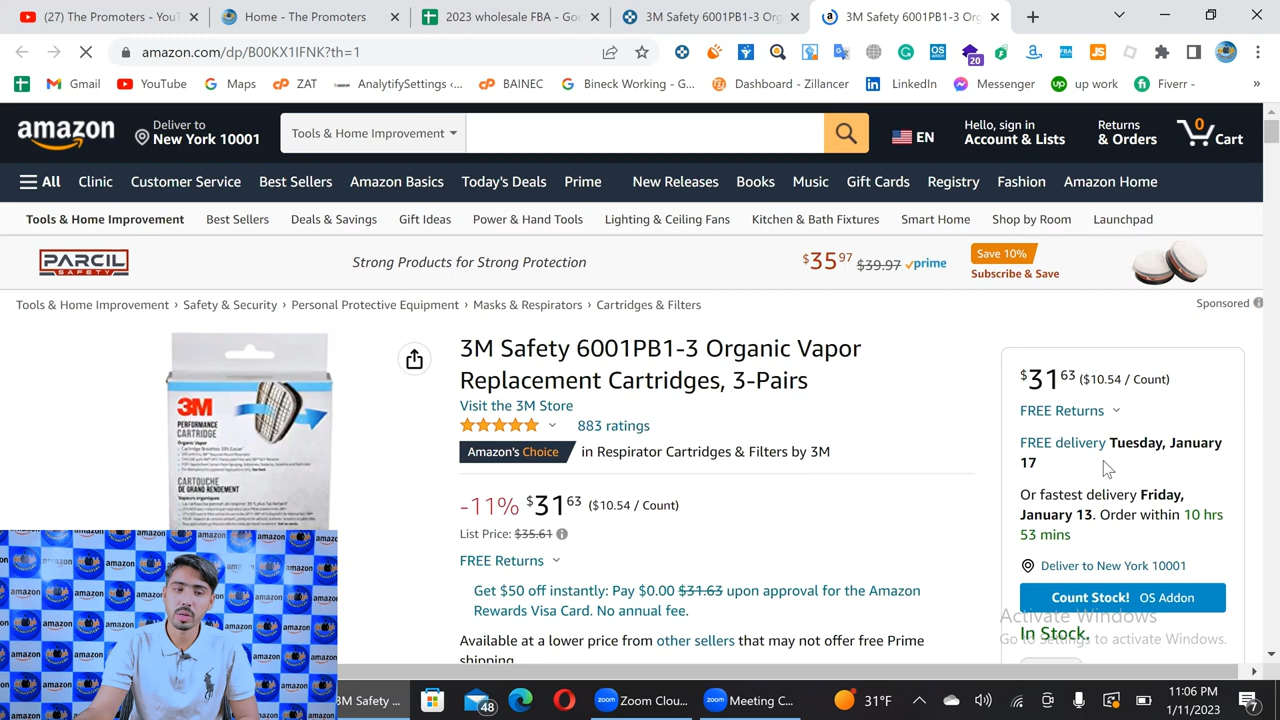 (27) The Promoters - YouT
Home - The Promoters
2023 wholesale FBA - Goo
3M Safety 6001PB1-3 Org
3M Safety 6001PB1-3 Org
amazon.com/dp/B00KX1IFNK?th=1
Gmail
YouTube
Maps
ZAT
AnalytifySettings ‹...
BAINEC
Bineck Working - G...
Dashboard - Zillancer
LinkedIn
Messenger
up work
Fiverr -
»
amazon
Deliver to
New York 10001
Tools & Home Improvement
EN
Hello, sign in
Account & Lists
Returns
& Orders
0
Cart
All
Clinic
Customer Service
Best Sellers
Amazon Basics
Today's Deals
Prime
New Releases
Books
Music
Gift Cards
Registry
Fashion
Amazon Home
Tools & Home Improvement
Best Sellers
Deals & Savings
Gift Ideas
Power & Hand Tools
Lighting & Ceiling Fans
Kitchen & Bath Fixtures
Smart Home
Shop by Room
Launchpad
PARCIL
SAFETY
Strong Products for Strong Protection
$35 97 $39.97 prime
Save 10%
Subscribe & Save
Tools & Home Improvement › Safety & Security › Personal Protective Equipment › Masks & Respirators › Cartridges & Filters
Sponsored
3M Safety 6001PB1-3 Organic Vapor
Replacement Cartridges, 3-Pairs
Visit the 3M Store
883 ratings
Amazon's Choice in Respirator Cartridges & Filters by 3M
-11% $31 63 ($10.54 / Count)
List Price: $35.61
FREE Returns
Get $50 off instantly: Pay $0.00 $31.63 upon approval for the Amazon
Rewards Visa Card. No annual fee.
Available at a lower price from other sellers that may not offer free Prime
shipping.
3M
PERFORMANCE
CARTRIDGE
CARTOUCHE
DE GRAND RENDEMENT
$31 63 ($10.54 / Count)
FREE Returns
FREE delivery Tuesday, January
17
Or fastest delivery Friday,
January 13. Order within 10 hrs
53 mins
Deliver to New York 10001
Count Stock! OS Addon
In Stock.
Activate Windows
Go to Settings to activate Windows.
3M Safety ...
48
Zoom Clou...
Meeting C...
31°F
11:06 PM
1/11/2023
7